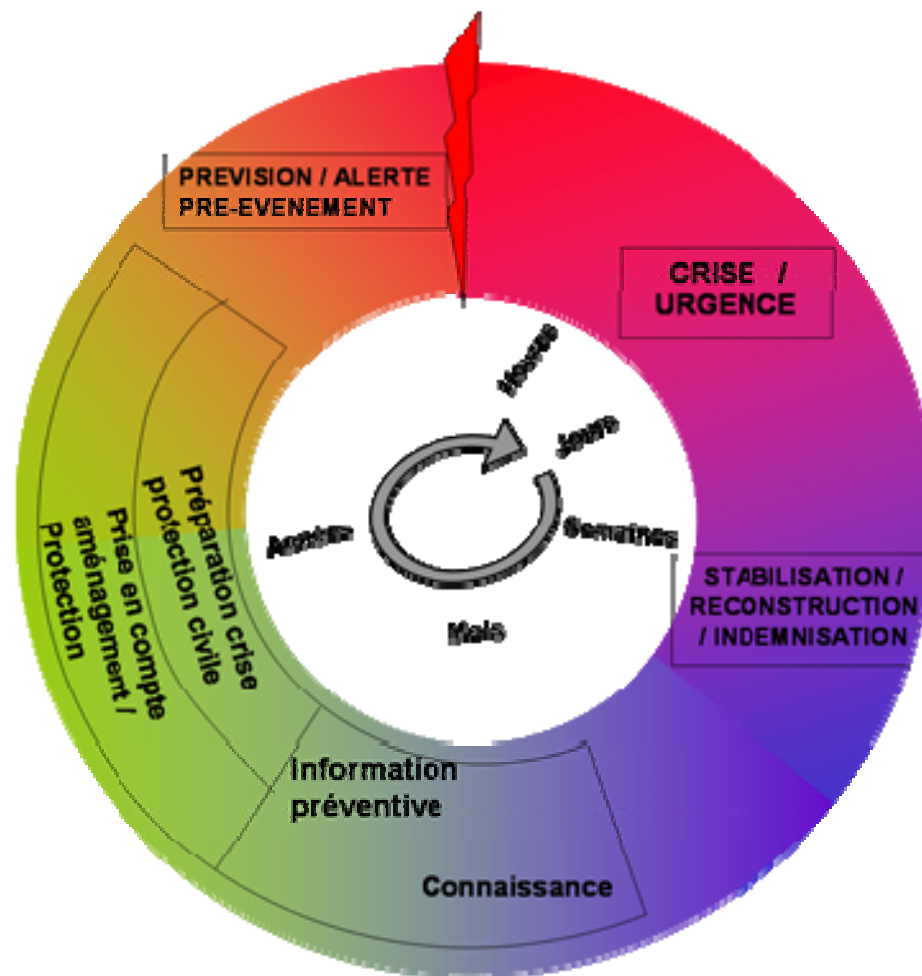 PREVISION / ALERTE
PRE-EVENEMENT
CRISE /
URGENCE
Heures
Jours
Semaines
Mois
Années
STABILISATION /
RECONSTRUCTION
/ INDEMNISATION
Préparation crise
protection civile
Prise en compte
aménagement /
Protection
Information
préventive
Connaissance